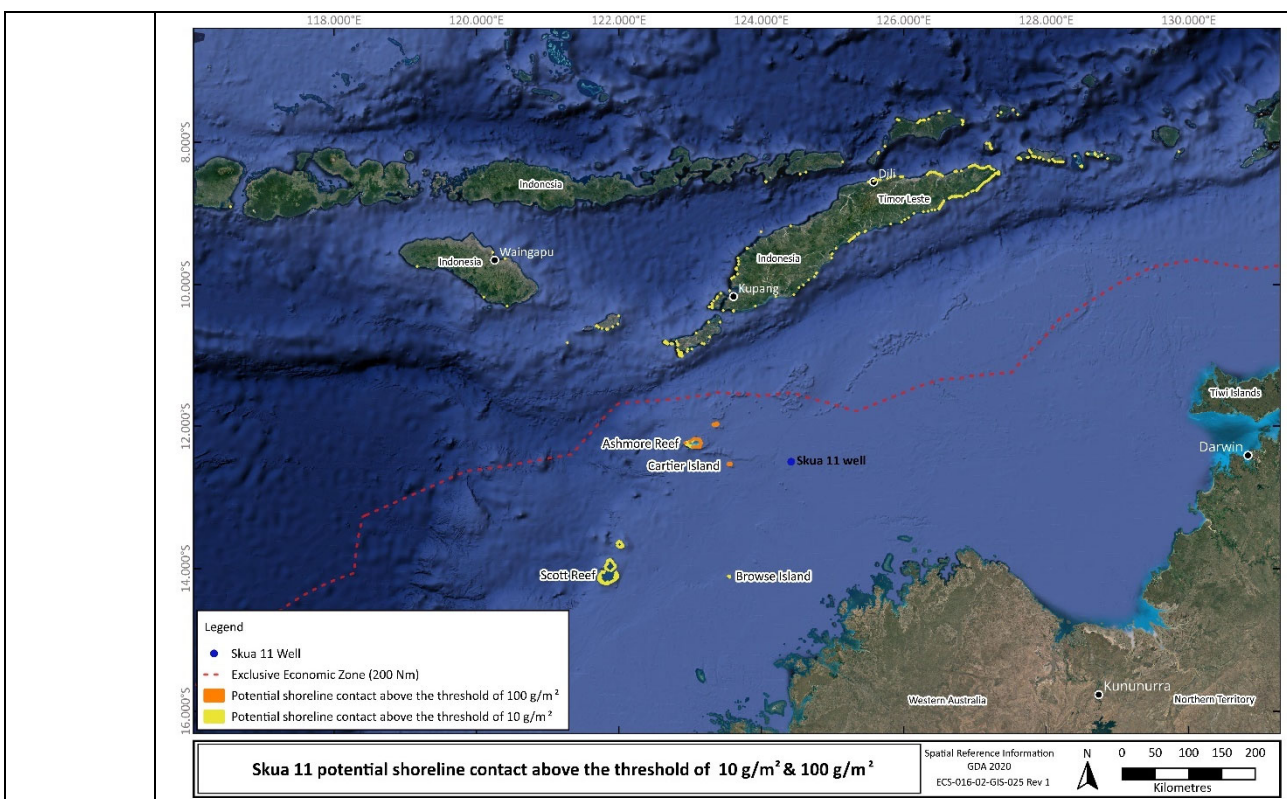 118.000°E 120.000°E 122.000°E 124.000°E 126.000°E 128.000°E 130.000°E
8.000°S
10.000°S
12.000°S
14.000°S
16.000°S
Indonesia
Dili
Timor Leste
Waingapu
Indonesia
Indonesia
Kupang
Tiwi Islands
Ashmore Reef
Darwin
Cartier Island
Skua 11 well
Scott Reef
Browse Island
Kununurra
Western Australia
Northern Territory
Legend
Skua 11 Well
Exclusive Economic Zone (200 Nm)
Potential shoreline contact above the threshold of 100 g/m²
Potential shoreline contact above the threshold of 10 g/m²
Skua 11 potential shoreline contact above the threshold of 10 g/m² & 100 g/m²
Spatial Reference Information
GDA 2020
ECS-016-02-GIS-025 Rev 1
N
0 50 100 150 200
Kilometres